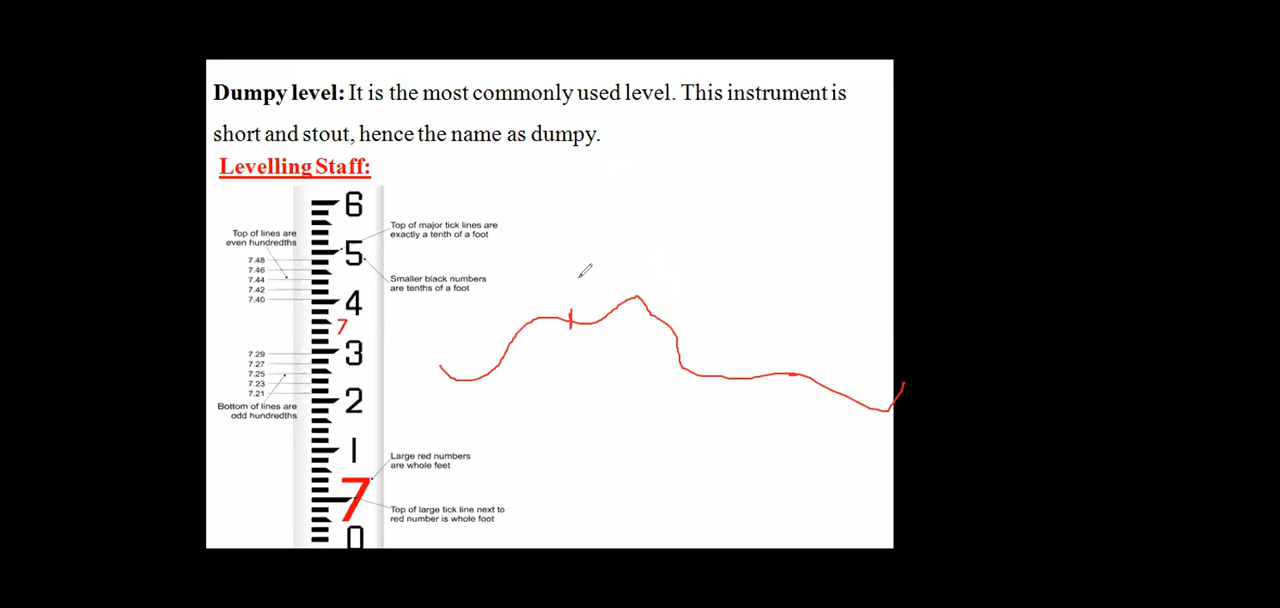 Dumpy level: It is the most commonly used level. This instrument is
short and stout, hence the name as dumpy.
Levelling Staff:
6
Top of major tick lines are
exactly a tenth of a foot
Top of lines are
even hundredths
5
7.48
7.46
7.44
7.42
7.40
Smaller black numbers
are tenths of a foot
4
7
3
7.29
7.27
7.25
7.23
7.21
2
Bottom of lines are
odd hundredths
1
Large red numbers
are whole feet
7
Top of large tick line next to
red number is whole foot
0